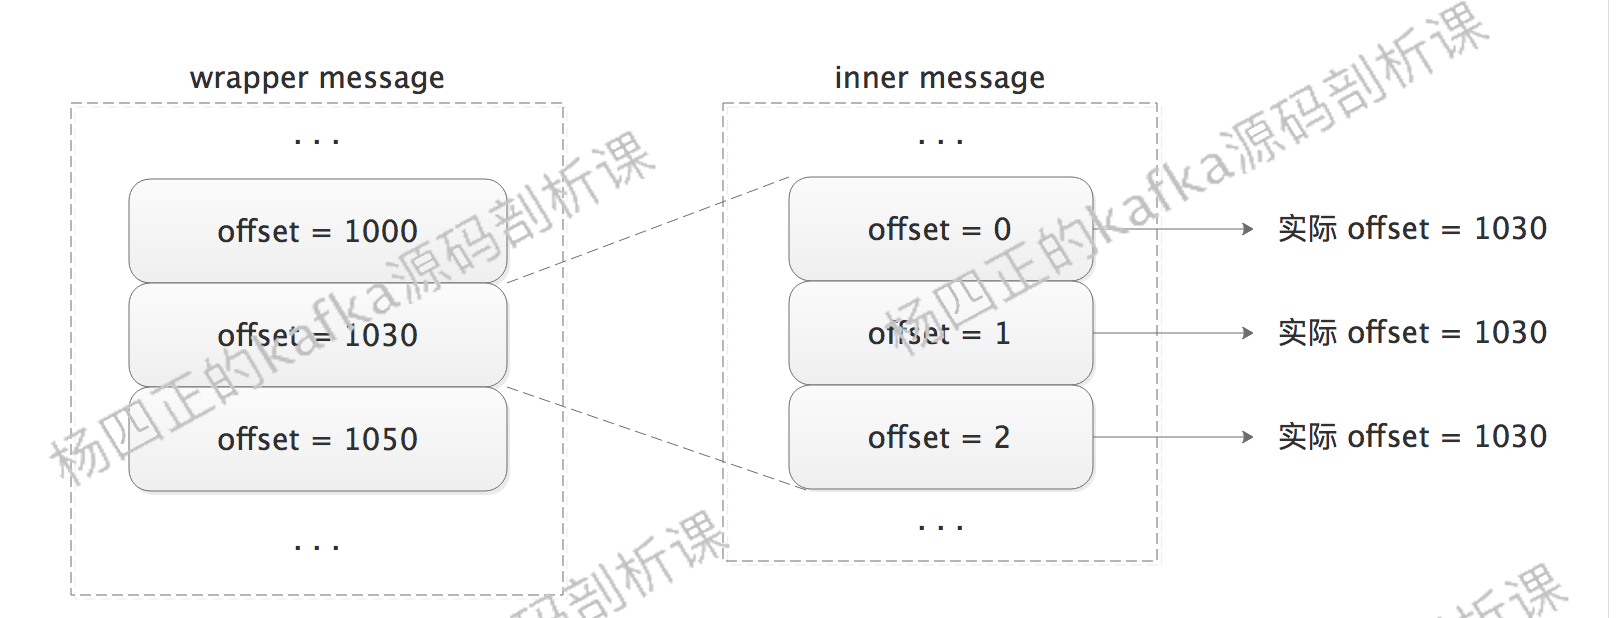 wrapper message
inner message
...
...
offset = 1000
offset = 0
实际 offset = 1030
offset = 1030
offset = 1
实际 offset = 1030
offset = 1050
offset = 2
实际 offset = 1030
...
...
杨四正的kafka源码剖析课
杨四正的kafka源码剖析课
码剖析课
析课